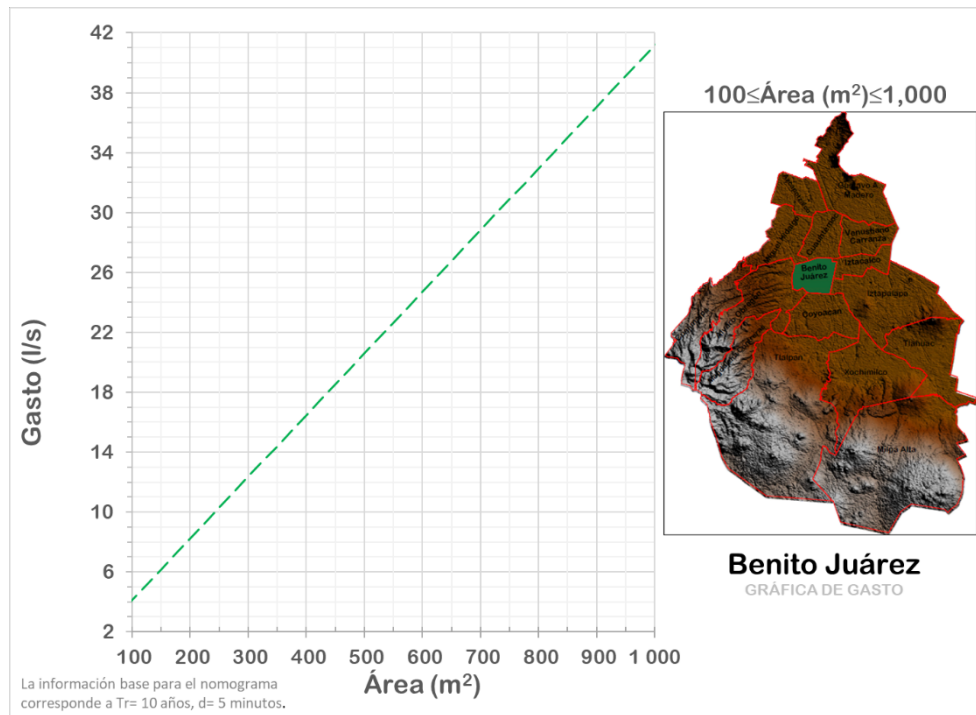 42
38
34
30
26
22
18
14
10
6
2
Gasto (l/s)
100 200 300 400 500 600 700 800 900 1 000
Área (m²)
La información base para el nomograma
corresponde a Tr= 10 años, d= 5 minutos.
100≤Área (m²)≤1,000
Gustavo A.
Madero
Venustiano
Carranza
Iztacalco
Benito
Juárez
Iztapalapa
Coyoacán
Tláhuac
Tlalpan
Xochimilco
Milpa Alta
Benito Juárez
GRÁFICA DE GASTO